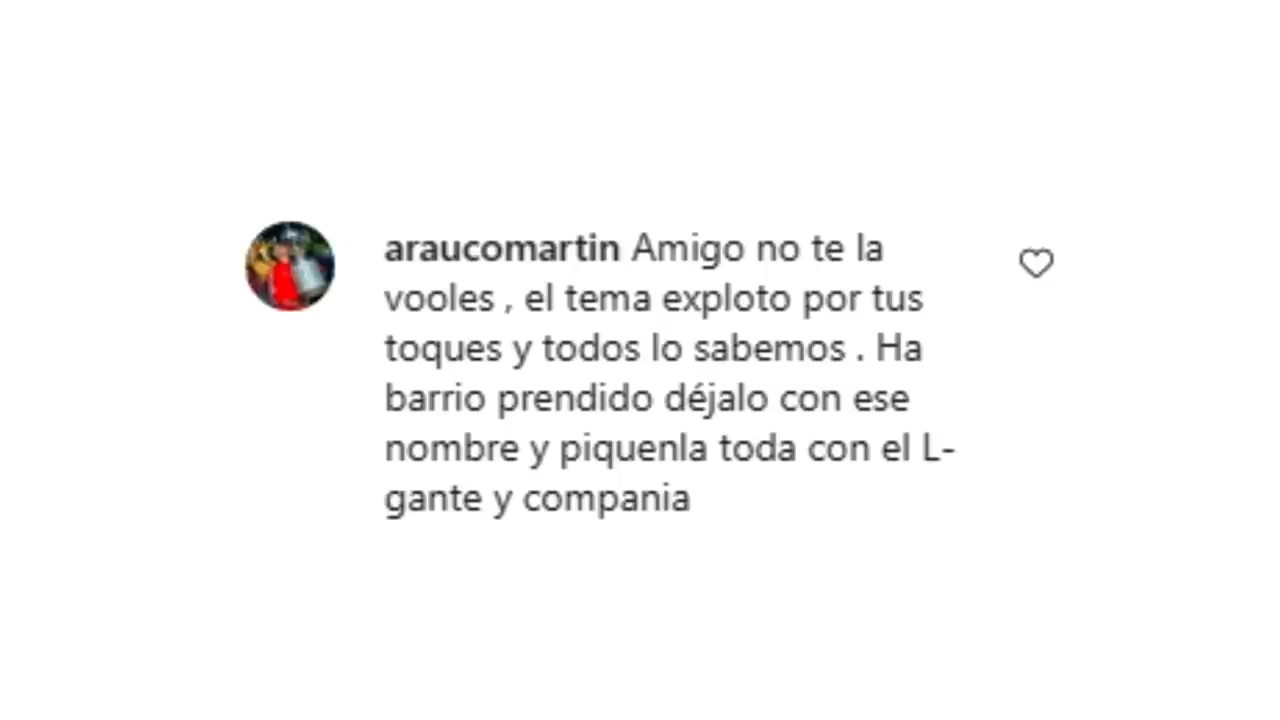 araucomartin Amigo no te la
vooles , el tema exploto por tus
toques y todos lo sabemos . Ha
barrio prendido déjalo con ese
nombre y piquenla toda con el L-
gante y compania